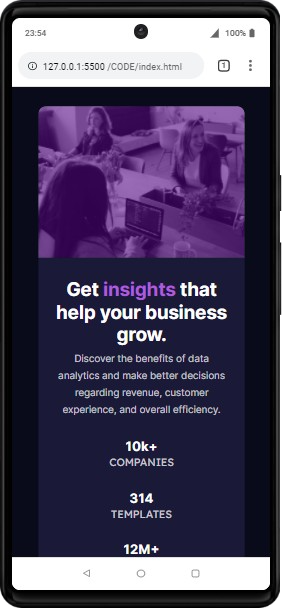 23:54
100%
127.0.0.1:5500 /CODE/index.html
1
Get insights that
help your business
grow.
Discover the benefits of data
analytics and make better decisions
regarding revenue, customer
experience, and overall efficiency.
10k+
COMPANIES
314
TEMPLATES
12M+